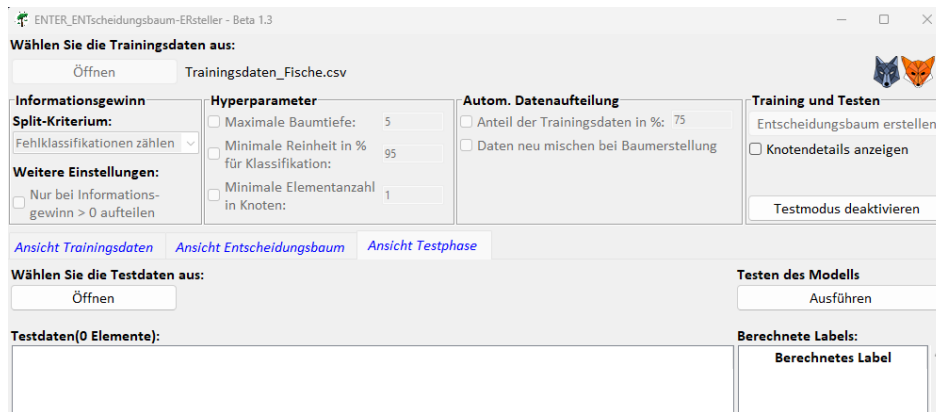 ENTER_ENTscheidungsbaum-ERsteller - Beta 1.3
Wählen Sie die Trainingsdaten aus:
Öffnen Trainingsdaten_Fische.csv
Informationsgewinn
Split-Kriterium:
Fehlklassifikationen zählen
Weitere Einstellungen:
Nur bei Informations-
gewinn > 0 aufteilen
Hyperparameter
Maximale Baumtiefe: 5
Minimale Reinheit in %
für Klassifikation: 95
Minimale Elementanzahl
in Knoten: 1
Autom. Datenaufteilung
Anteil der Trainingsdaten in %: 75
Daten neu mischen bei Baumerstellung
Training und Testen
Entscheidungsbaum erstellen
Knotendetails anzeigen
Testmodus deaktivieren
Ansicht Trainingsdaten Ansicht Entscheidungsbaum Ansicht Testphase
Wählen Sie die Testdaten aus:
Öffnen
Testen des Modells
Ausführen
Testdaten(0 Elemente):
Berechnete Labels:
Berechnetes Label